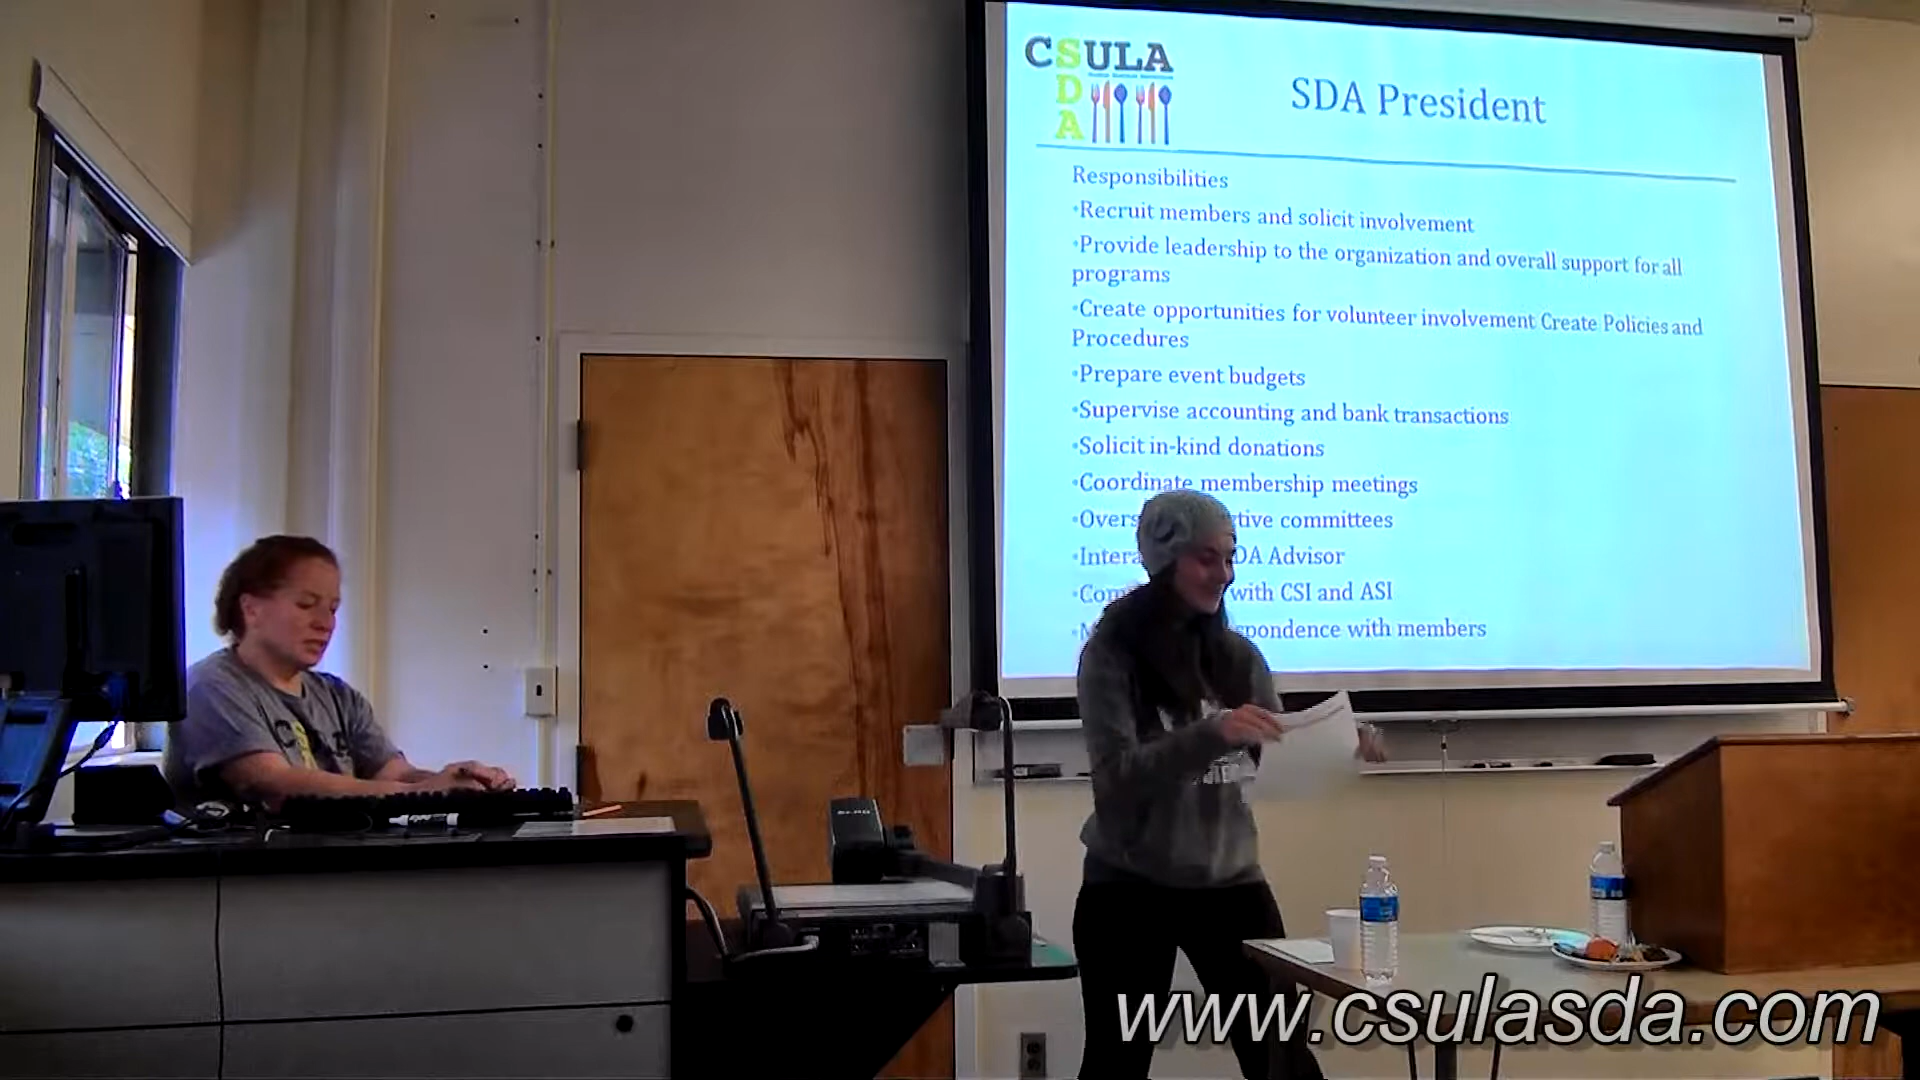 CSULA
SDA
SDA President
Responsibilities
•Recruit members and solicit involvement
•Provide leadership to the organization and overall support for all
programs
•Create opportunities for volunteer involvement Create Policies and
Procedures
•Prepare event budgets
•Supervise accounting and bank transactions
•Solicit in-kind donations
•Coordinate membership meetings
•Overs tive committees
•Intera DA Advisor
•Com with CSI and ASI
•M spondence with members
www.csulasda.com